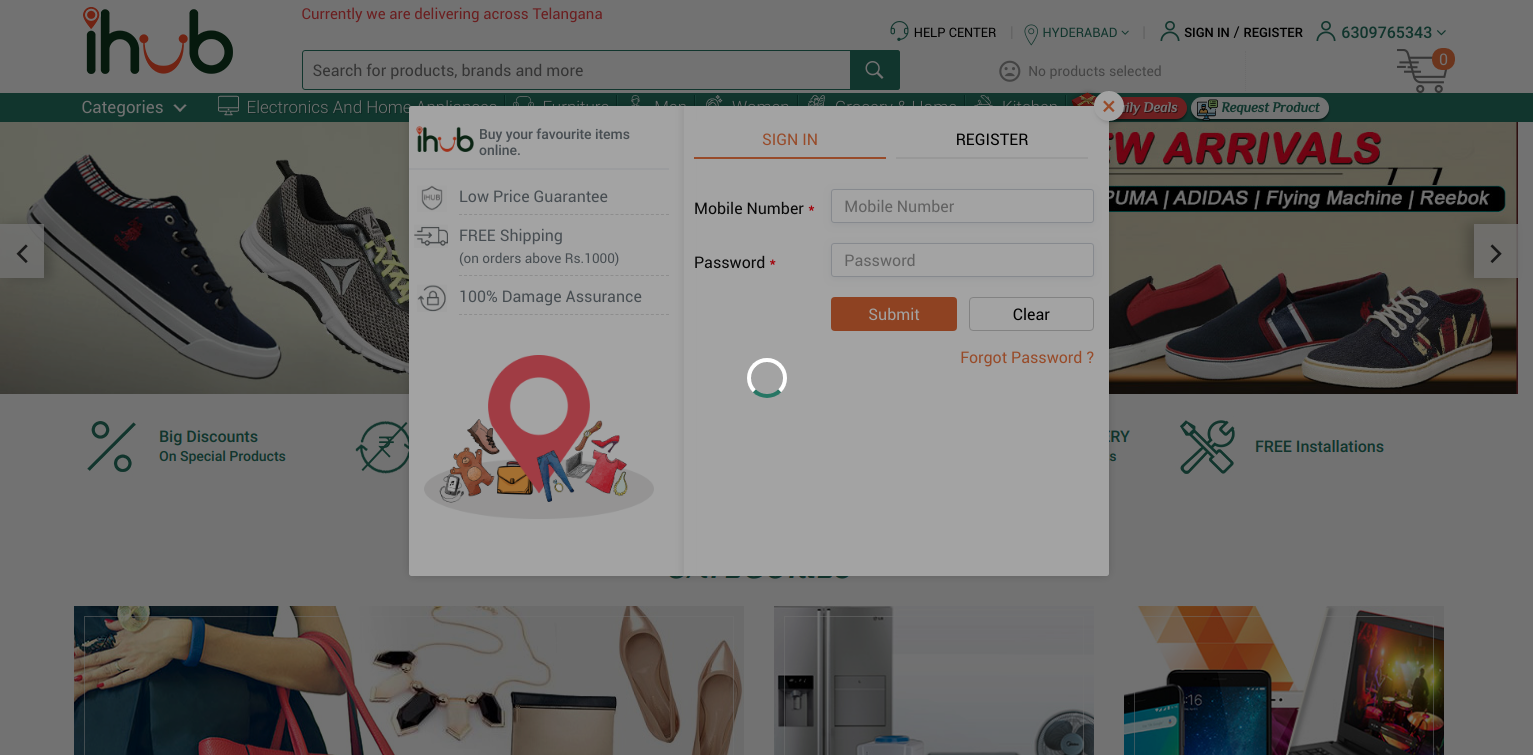 ihub
Currently we are delivering across Telangana
HELP CENTER
HYDERABAD
SIGN IN / REGISTER
6309765343
Search for products, brands and more
No products selected
0
Categories
Electronics And Home Appliances
Furniture
Men
Women
Grocery & Home
Kitchen
Deals
Request Product
ihub
Buy your favourite items
online.
SIGN IN
REGISTER
IHUB
Low Price Guarantee
FREE Shipping
(on orders above Rs.1000)
100% Damage Assurance
Mobile Number *
Mobile Number
Password *
Password
Submit
Clear
Forgot Password ?
ARRIVALS
PUMA | ADIDAS | Flying Machine | Reebok
Big Discounts
On Special Products
FREE Installations
CATEGORIES